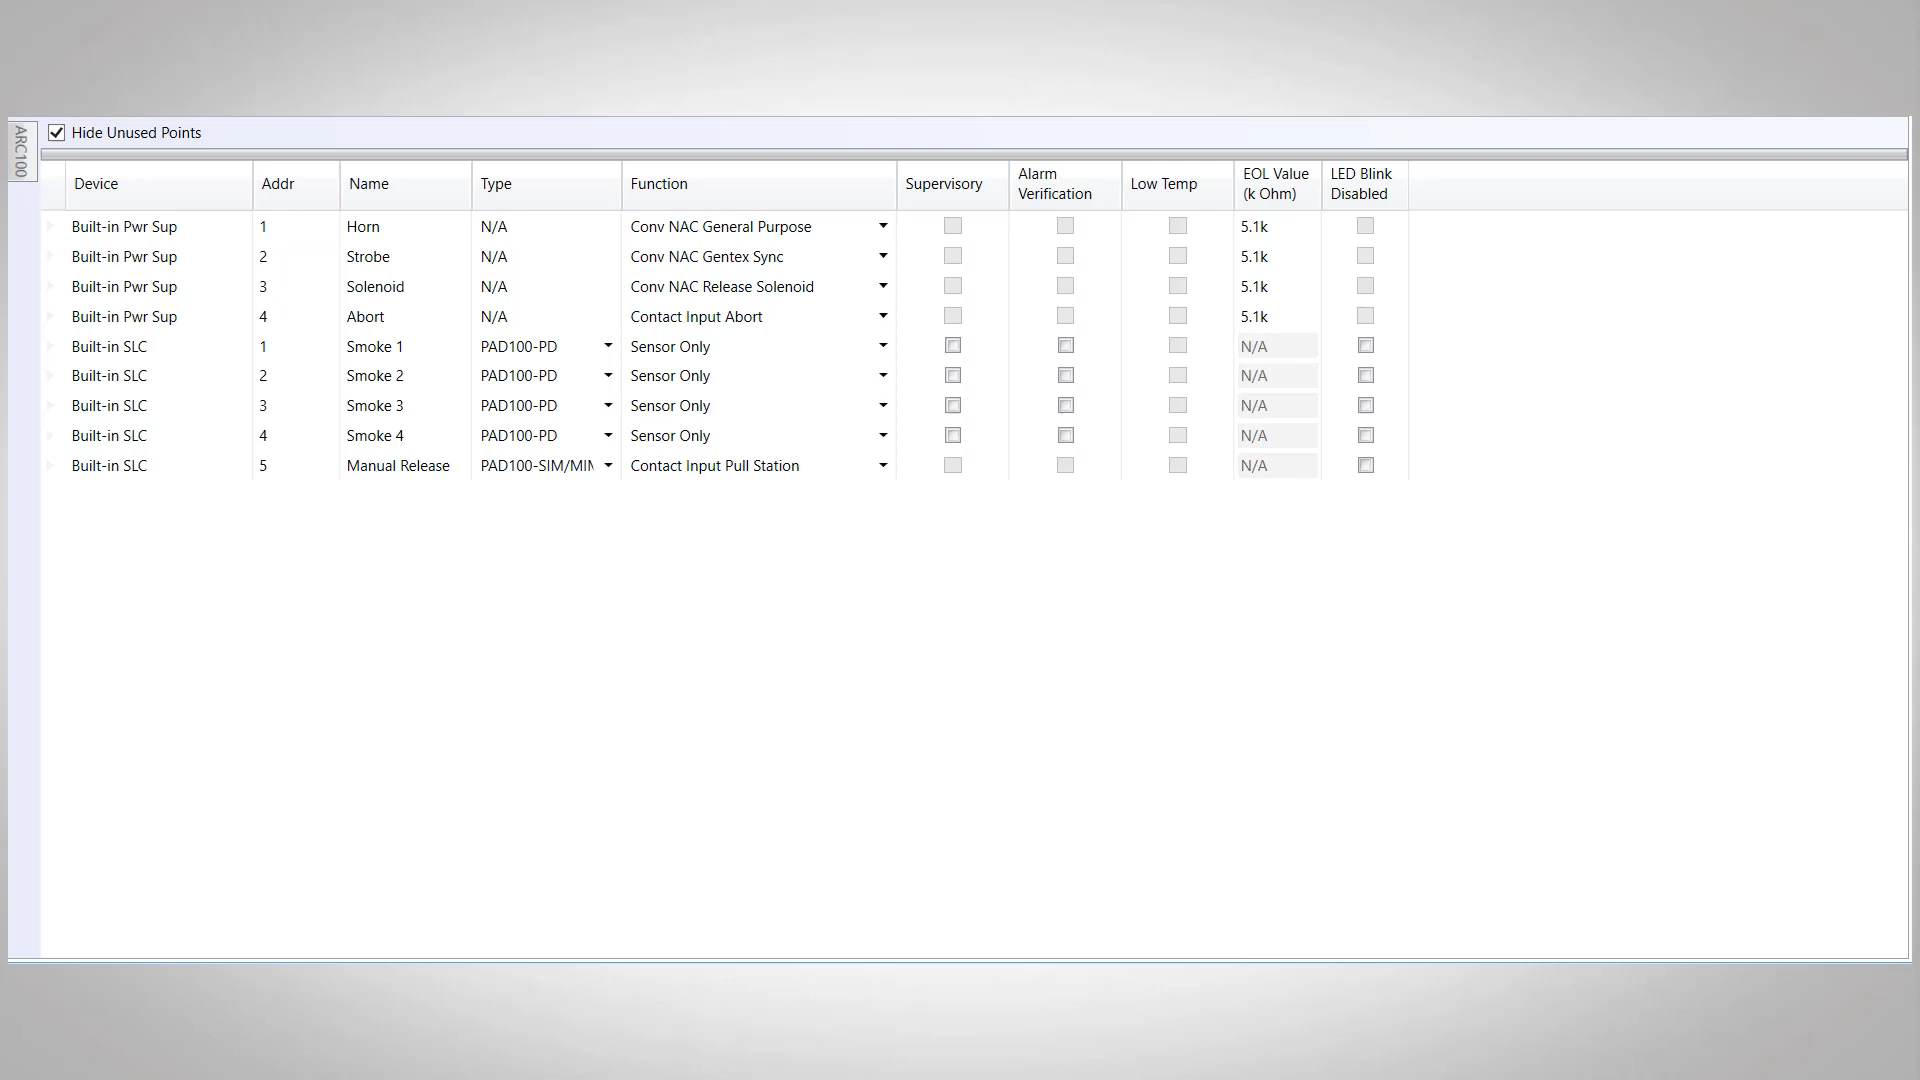 ARC100
Hide Unused Points
Device Addr Name Type Function Supervisory Alarm Verification Low Temp EOL Value (k Ohm) LED Blink Disabled
Built-in Pwr Sup 1 Horn N/A Conv NAC General Purpose 5.1k
Built-in Pwr Sup 2 Strobe N/A Conv NAC Gentex Sync 5.1k
Built-in Pwr Sup 3 Solenoid N/A Conv NAC Release Solenoid 5.1k
Built-in Pwr Sup 4 Abort N/A Contact Input Abort 5.1k
Built-in SLC 1 Smoke 1 PAD100-PD Sensor Only N/A
Built-in SLC 2 Smoke 2 PAD100-PD Sensor Only N/A
Built-in SLC 3 Smoke 3 PAD100-PD Sensor Only N/A
Built-in SLC 4 Smoke 4 PAD100-PD Sensor Only N/A
Built-in SLC 5 Manual Release PAD100-SIM/MIN Contact Input Pull Station N/A